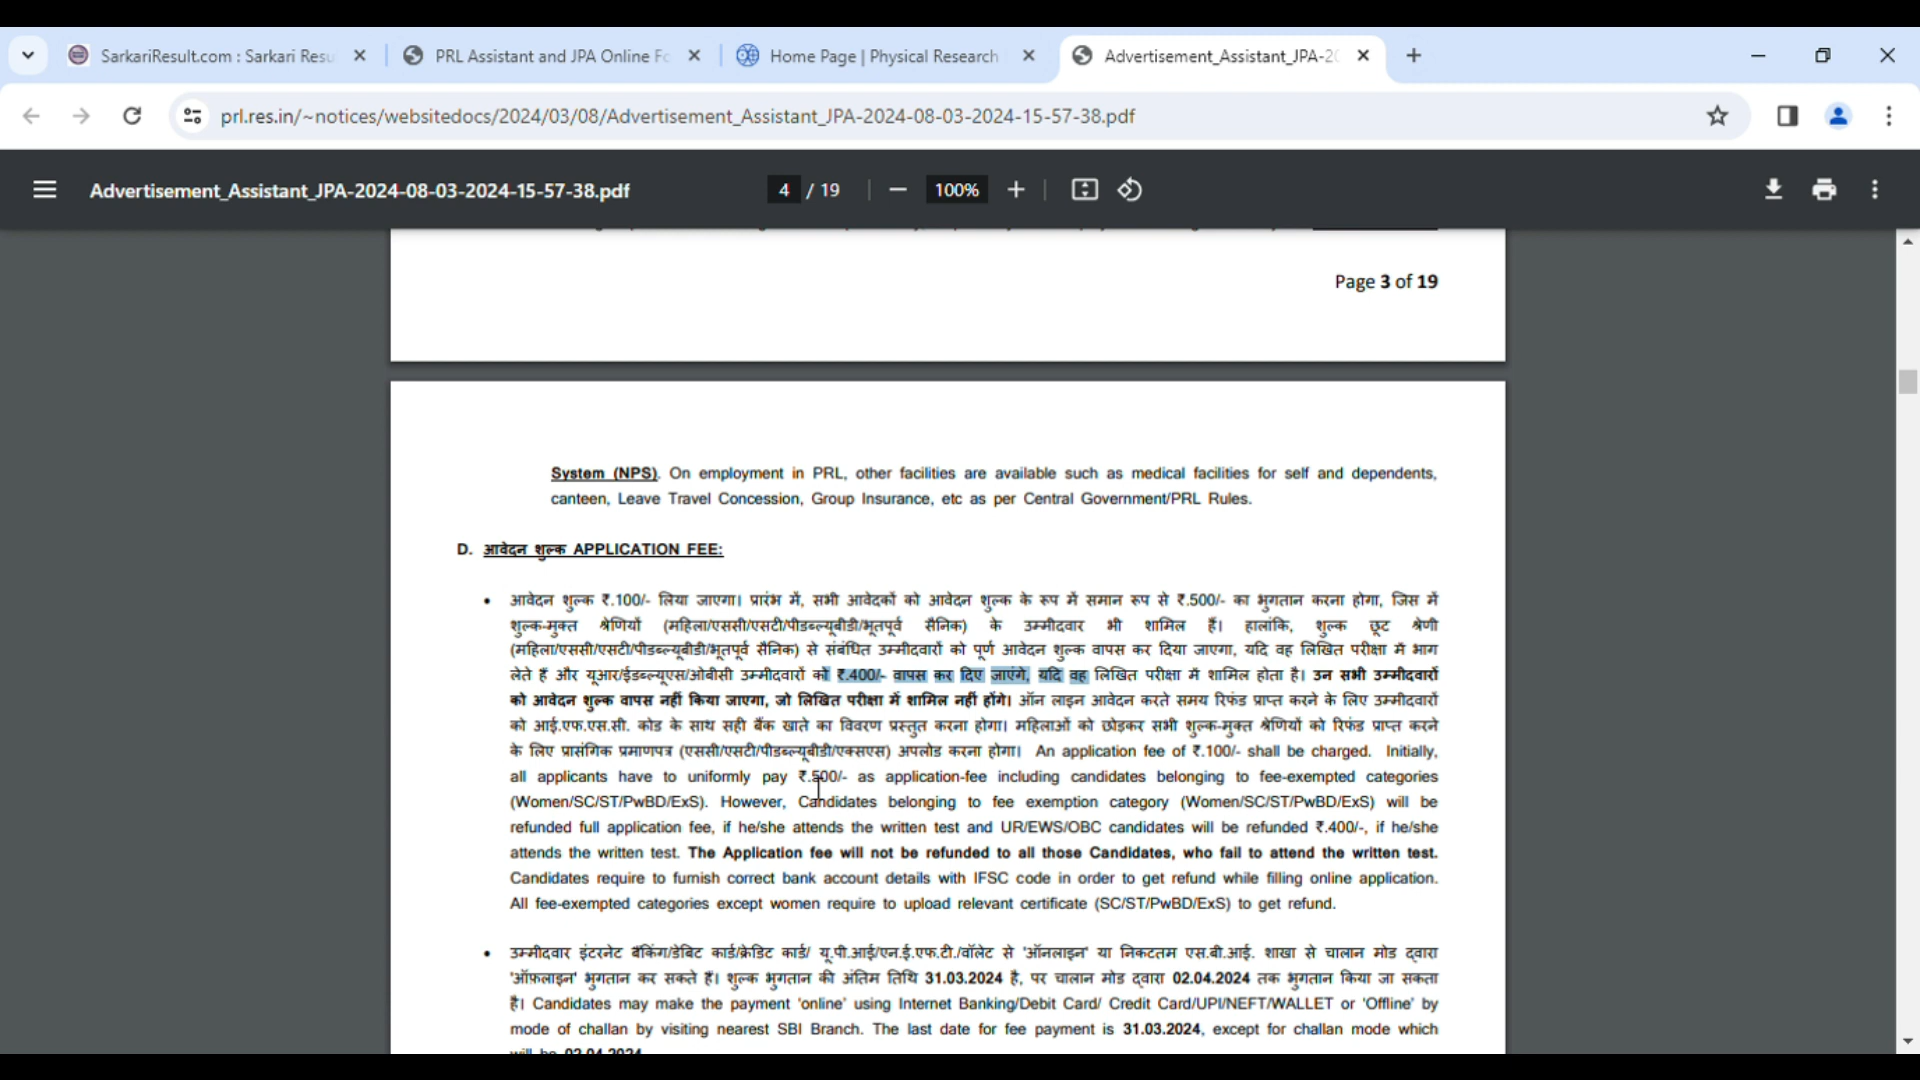 SarkariResult.com : Sarkari Resu
PRL Assistant and JPA Online Fo
Home Page | Physical Research
Advertisement_Assistant_JPA-20
prl.res.in/~notices/websitedocs/2024/03/08/Advertisement_Assistant_JPA-2024-08-03-2024-15-57-38.pdf
Advertisement_Assistant_JPA-2024-08-03-2024-15-57-38.pdf
4 / 19
100%
Page 3 of 19
System (NPS). On employment in PRL, other facilities are available such as medical facilities for self and dependents,
canteen, Leave Travel Concession, Group Insurance, etc as per Central Government/PRL Rules.
D. आवेदन शुल्क APPLICATION FEE:
• आवेदन शुल्क ₹.100/- लिया जाएगा। प्रारंभ में, सभी आवेदकों को आवेदन शुल्क के रूप में समान रूप से ₹.500/- का भुगतान करना होगा, जिस में
शुल्क-मुक्त श्रेणियों (महिला/एससी/एसटी/पीडब्ल्यूबीडी/भूतपूर्व सैनिक) के उम्मीदवार भी शामिल हैं। हालांकि, शुल्क छूट श्रेणी
(महिला/एससी/एसटी/पीडब्ल्यूबीडी/भूतपूर्व सैनिक) से संबंधित उम्मीदवारों को पूर्ण आवेदन शुल्क वापस कर दिया जाएगा, यदि वह लिखित परीक्षा में भाग
लेते हैं और यूआर/ईडब्ल्यूएस/ओबीसी उम्मीदवारों को ₹.400/- वापस कर दिए जाएंगे, यदि वह लिखित परीक्षा में शामिल होता है। उन सभी उम्मीदवारों
को आवेदन शुल्क वापस नहीं किया जाएगा, जो लिखित परीक्षा में शामिल नहीं होंगे। ऑन लाइन आवेदन करते समय रिफंड प्राप्त करने के लिए उम्मीदवारों
को आई.एफ.एस.सी. कोड के साथ सही बैंक खाते का विवरण प्रस्तुत करना होगा। महिलाओं को छोड़कर सभी शुल्क-मुक्त श्रेणियों को रिफंड प्राप्त करने
के लिए प्रासंगिक प्रमाणपत्र (एससी/एसटी/पीडब्ल्यूबीडी/एक्सएस) अपलोड करना होगा। An application fee of ₹.100/- shall be charged. Initially,
all applicants have to uniformly pay ₹.500/- as application-fee including candidates belonging to fee-exempted categories
(Women/SC/ST/PwBD/ExS). However, Candidates belonging to fee exemption category (Women/SC/ST/PwBD/ExS) will be
refunded full application fee, if he/she attends the written test and UR/EWS/OBC candidates will be refunded ₹.400/-, if he/she
attends the written test. The Application fee will not be refunded to all those Candidates, who fail to attend the written test.
Candidates require to furnish correct bank account details with IFSC code in order to get refund while filling online application.
All fee-exempted categories except women require to upload relevant certificate (SC/ST/PwBD/ExS) to get refund.
• उम्मीदवार इंटरनेट बैंकिंग/डेबिट कार्ड/क्रेडिट कार्ड/ यू.पी.आई/एन.ई.एफ.टी./वॉलेट से 'ऑनलाइन' या निकटतम एस.बी.आई. शाखा से चालान मोड द्वारा
'ऑफलाइन' भुगतान कर सकते हैं। शुल्क भुगतान की अंतिम तिथि 31.03.2024 है, पर चालान मोड द्वारा 02.04.2024 तक भुगतान किया जा सकता
है। Candidates may make the payment 'online' using Internet Banking/Debit Card/ Credit Card/UPI/NEFT/WALLET or 'Offline' by
mode of challan by visiting nearest SBI Branch. The last date for fee payment is 31.03.2024, except for challan mode which
will be 02.04.2024